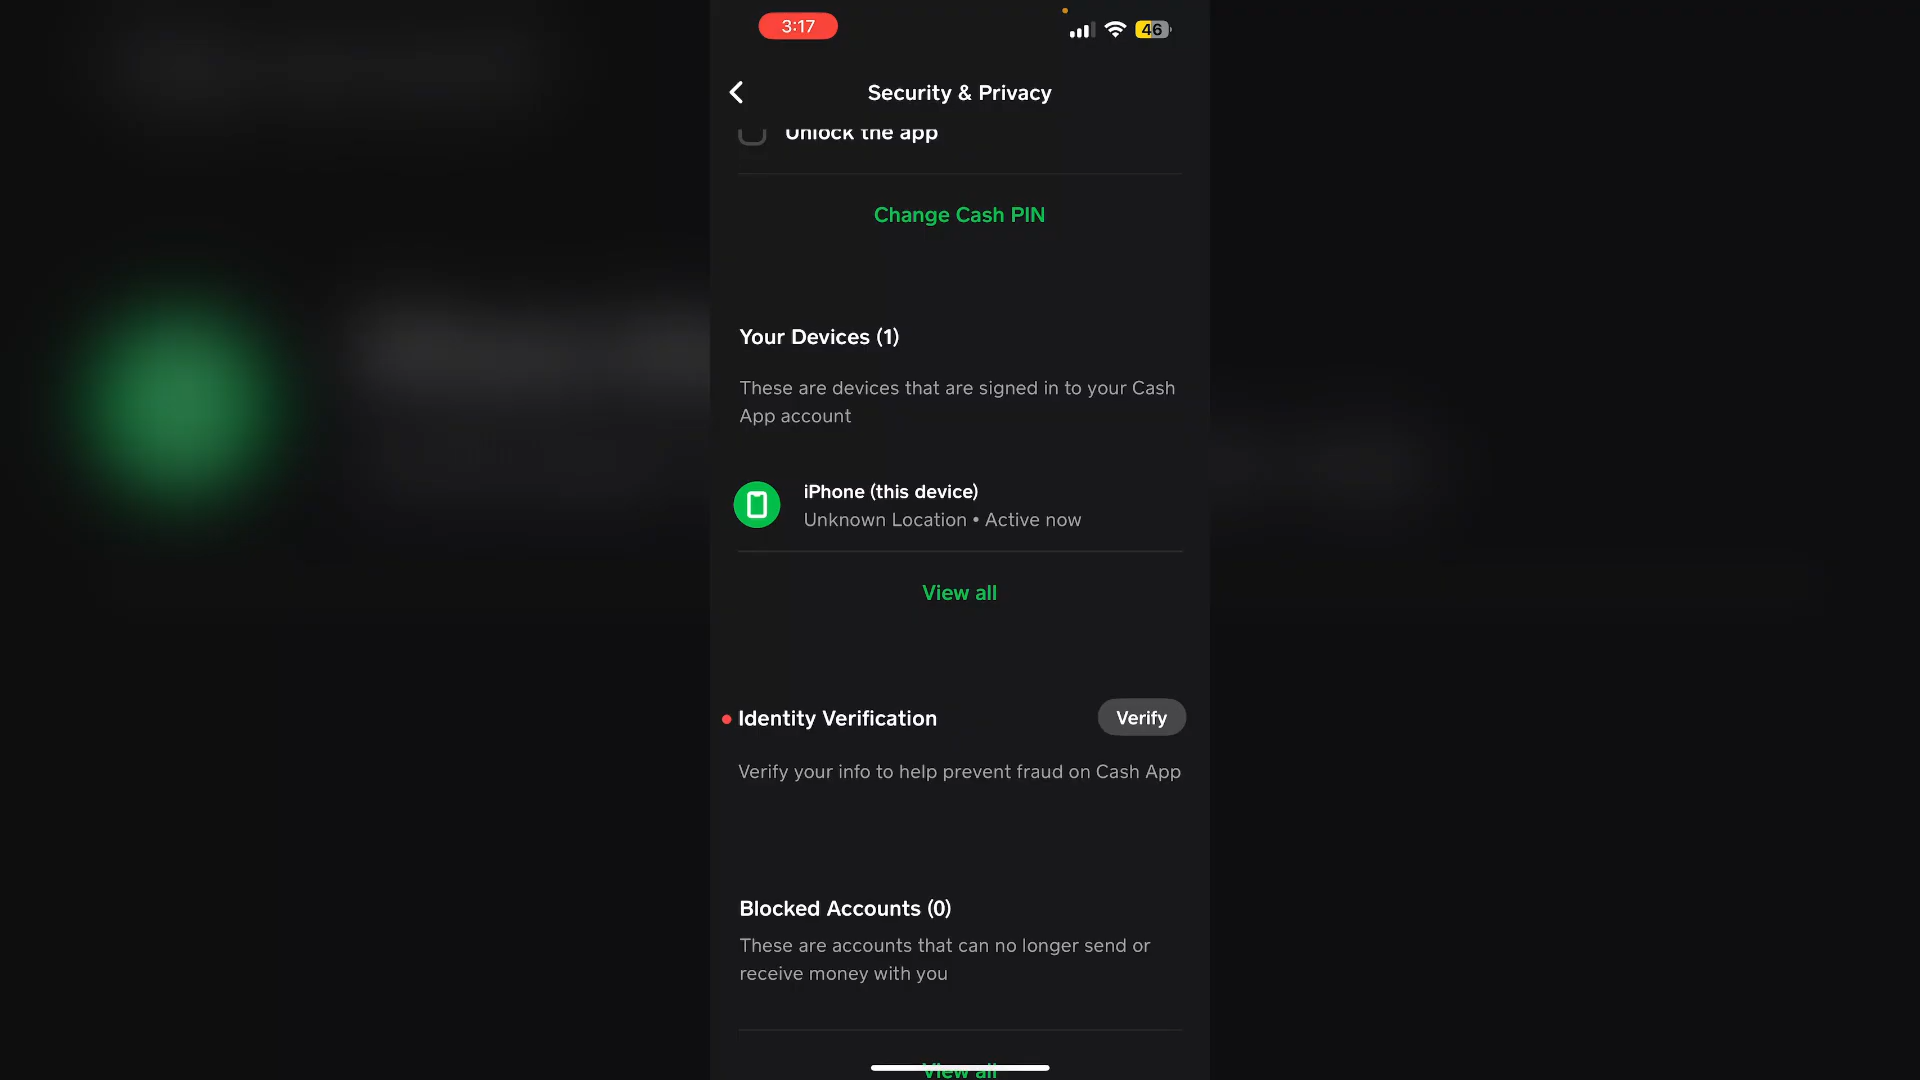 3:17
46
Security & Privacy
Unlock the app
Change Cash PIN
Your Devices (1)
These are devices that are signed in to your Cash
App account
iPhone (this device)
Unknown Location • Active now
View all
Identity Verification
Verify
Verify your info to help prevent fraud on Cash App
Blocked Accounts (0)
These are accounts that can no longer send or
receive money with you
View all